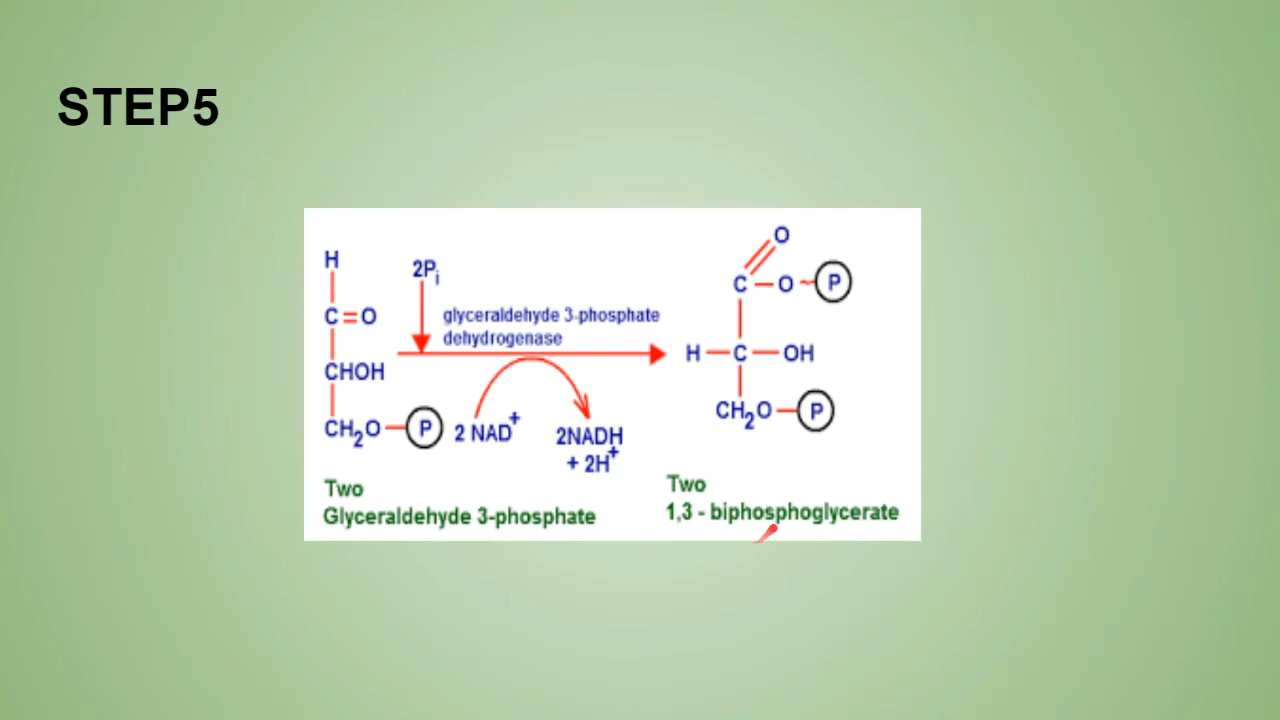 STEP5
H
C=O
CHOH
CH2O—P
2Pi
glyceraldehyde 3-phosphate
dehydrogenase
2 NAD+
2NADH
+ 2H+
O
C—O~P
H—C—OH
CH2O—P
Two
Glyceraldehyde 3-phosphate
Two
1,3 - biphosphoglycerate